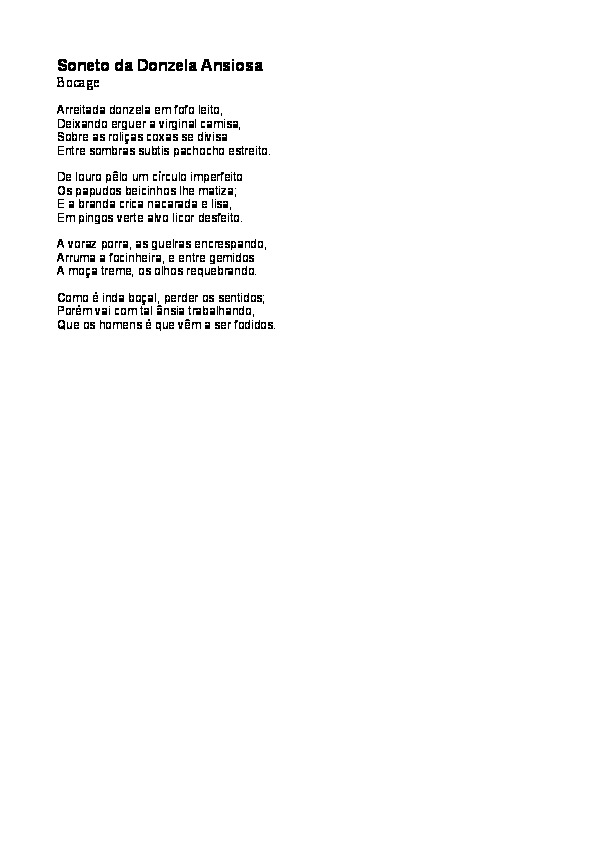 Soneto da Donzela Ansiosa
Bocage
Arreitada donzela em fofo leito,
Deixando erguer a virginal camisa,
Sobre as roliças coxas se divisa
Entre sombras subtis pachocho estreito.
De louro pêlo um círculo imperfeito
Os papudos beicinhos lhe matiza;
E a branda crica nacarada e lisa,
Em pingos verte alvo licor desfeito.
A voraz porra, as guelras encrespando,
Arruma a focinheira, e entre gemidos
A moça treme, os olhos requebrando.
Como é inda boçal, perder os sentidos;
Porém vai com tal ânsia trabalhando,
Que os homens é que vêm a ser fodidos.